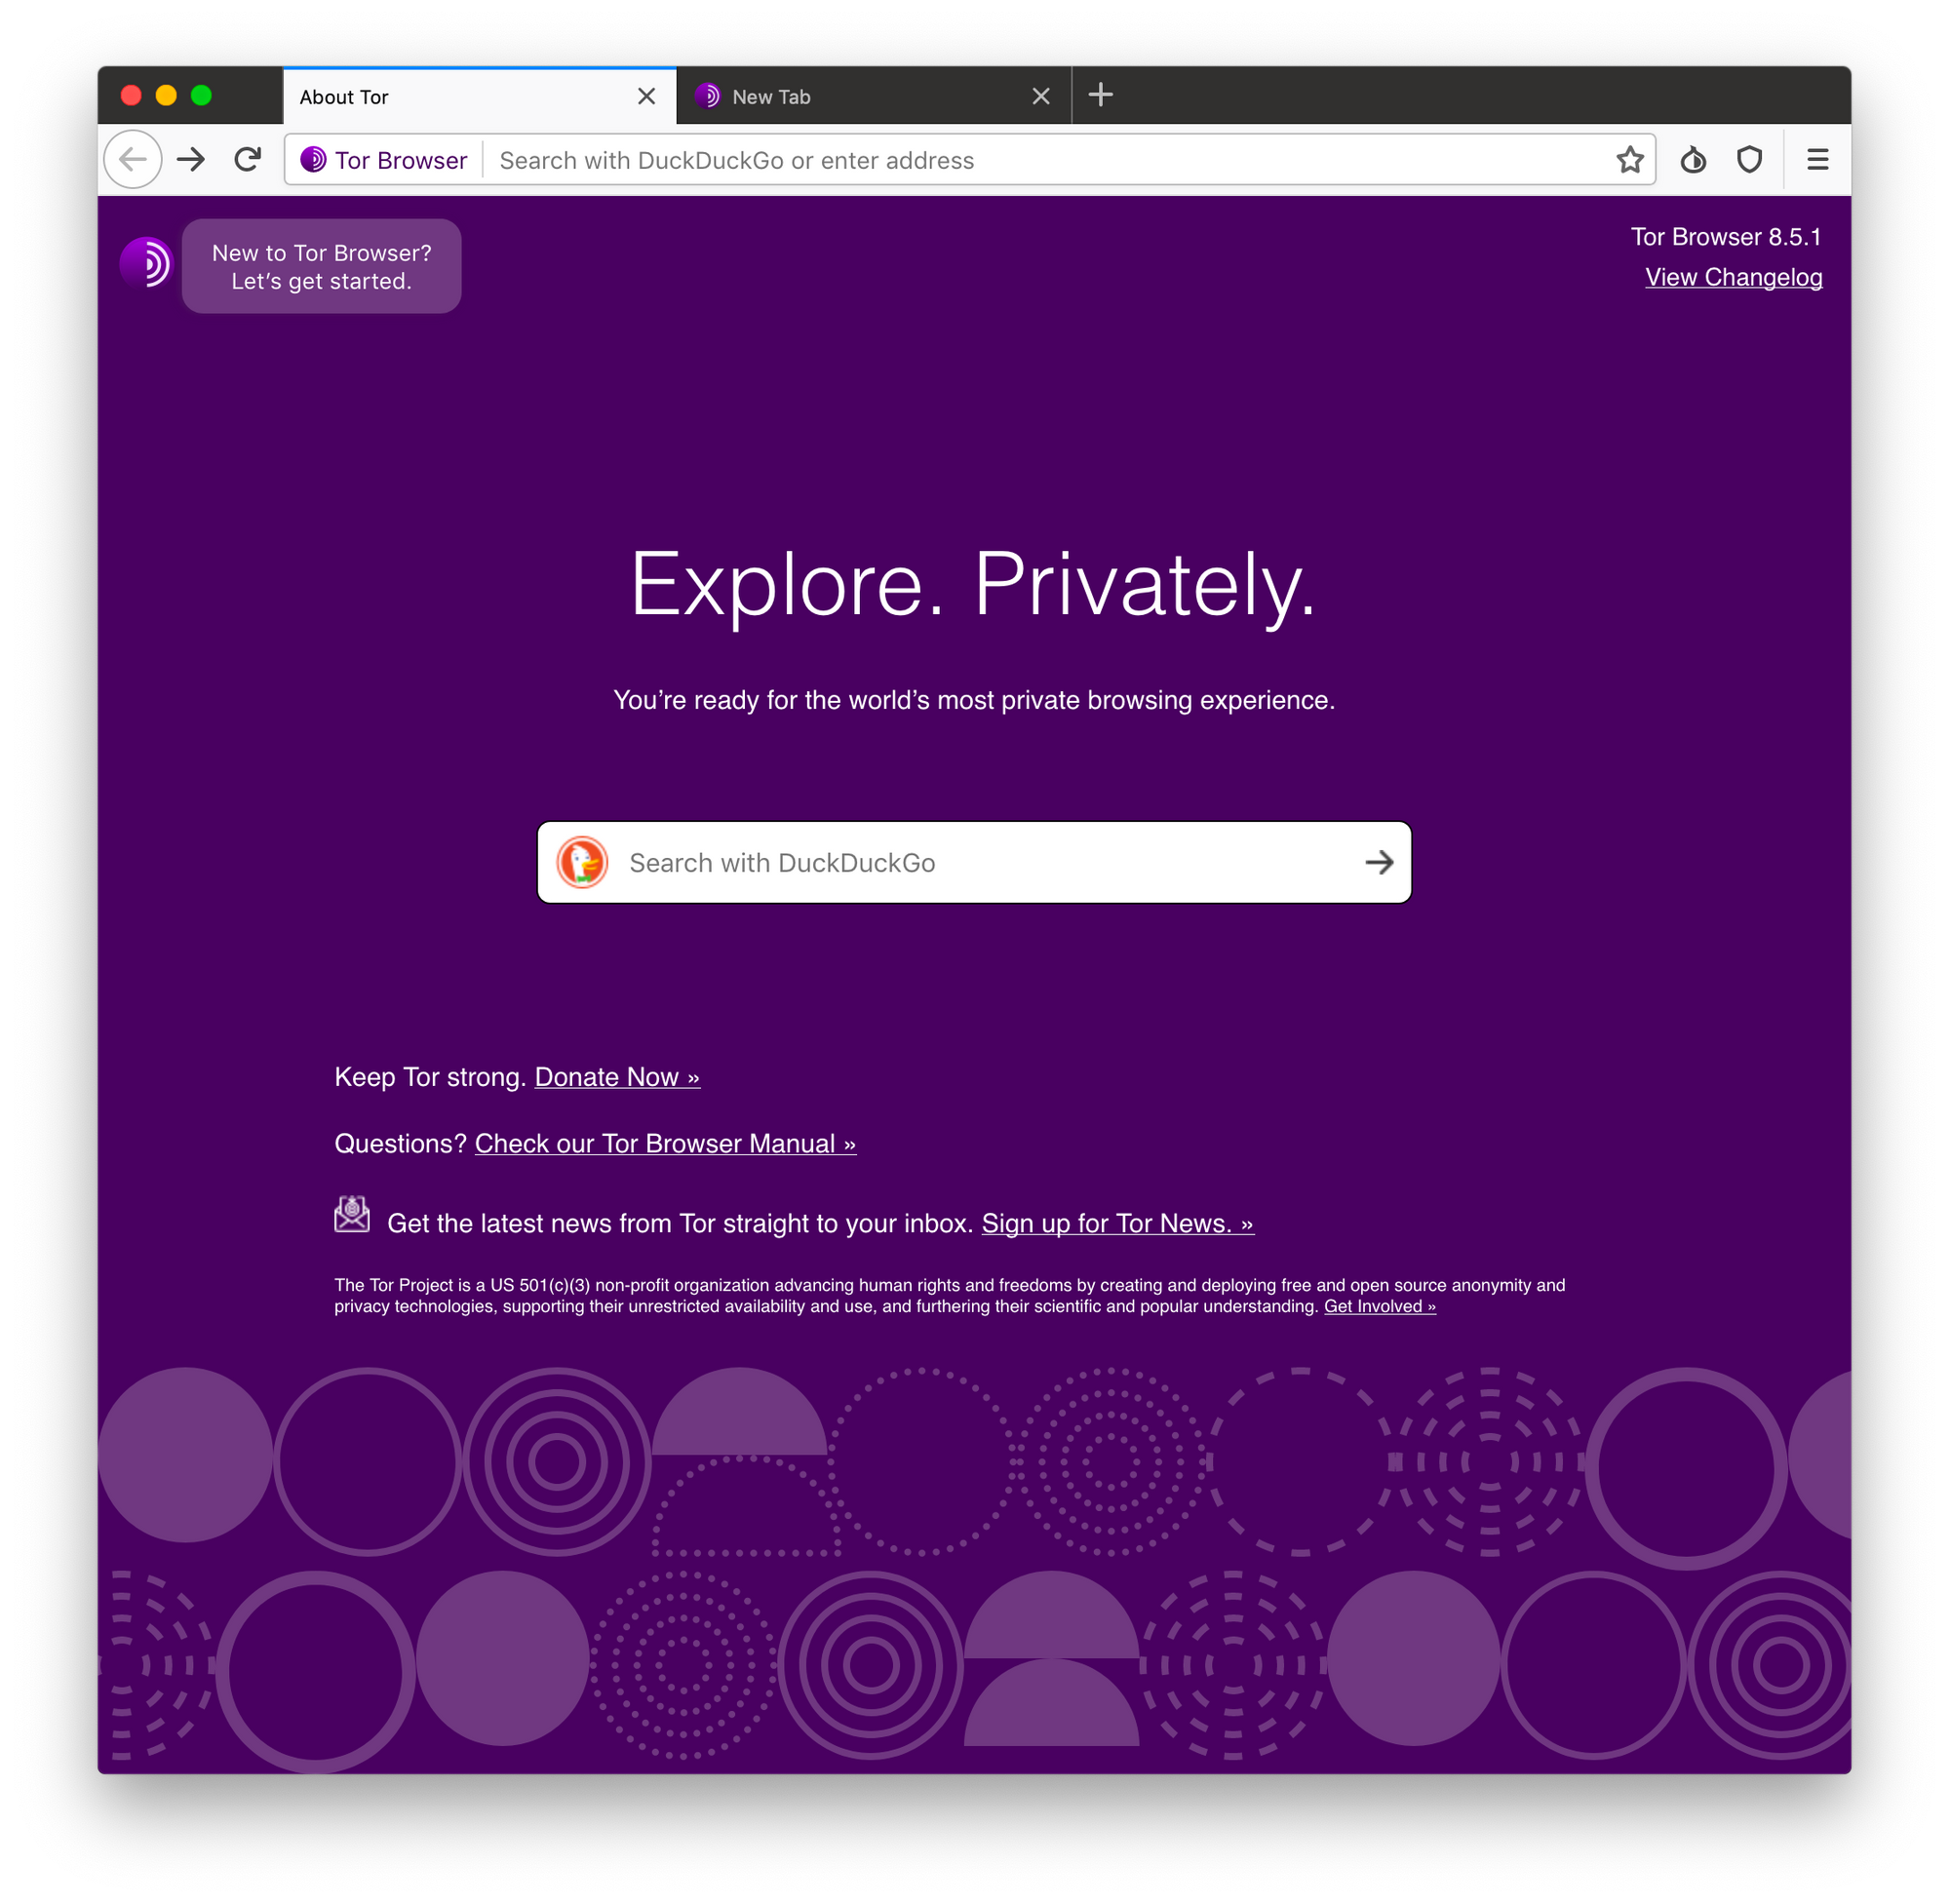 About Tor
New Tab
Tor Browser
Search with DuckDuckGo or enter address
New to Tor Browser?
Let’s get started.
Tor Browser 8.5.1
View Changelog
Explore. Privately.
You’re ready for the world’s most private browsing experience.
Search with DuckDuckGo
Keep Tor strong. Donate Now »
Questions? Check our Tor Browser Manual »
Get the latest news from Tor straight to your inbox. Sign up for Tor News. »
The Tor Project is a US 501(c)(3) non-profit organization advancing human rights and freedoms by creating and deploying free and open source anonymity and
privacy technologies, supporting their unrestricted availability and use, and furthering their scientific and popular understanding. Get Involved »